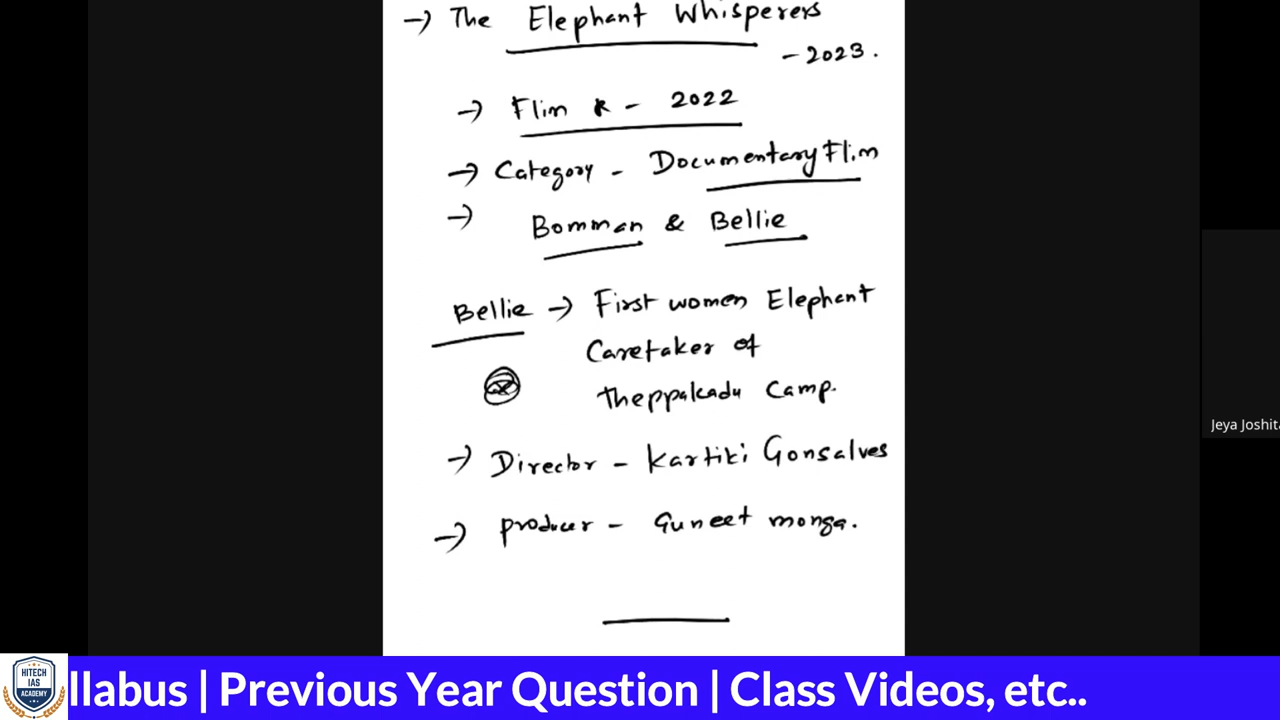 → The Elephant Whisperers
- 2023.
→ Flim - 2022
→ Category - Documentary Flim
→ Bomman & Bellie
Bellie → First women Elephant
Caretaker of
Theppakadu Camp.
→ Director - Kartiki Gonsalves
→ producer - Guneet monga.
Jeya Joshita
HITECH
IAS
ACADEMY
llabus | Previous Year Question | Class Videos, etc..